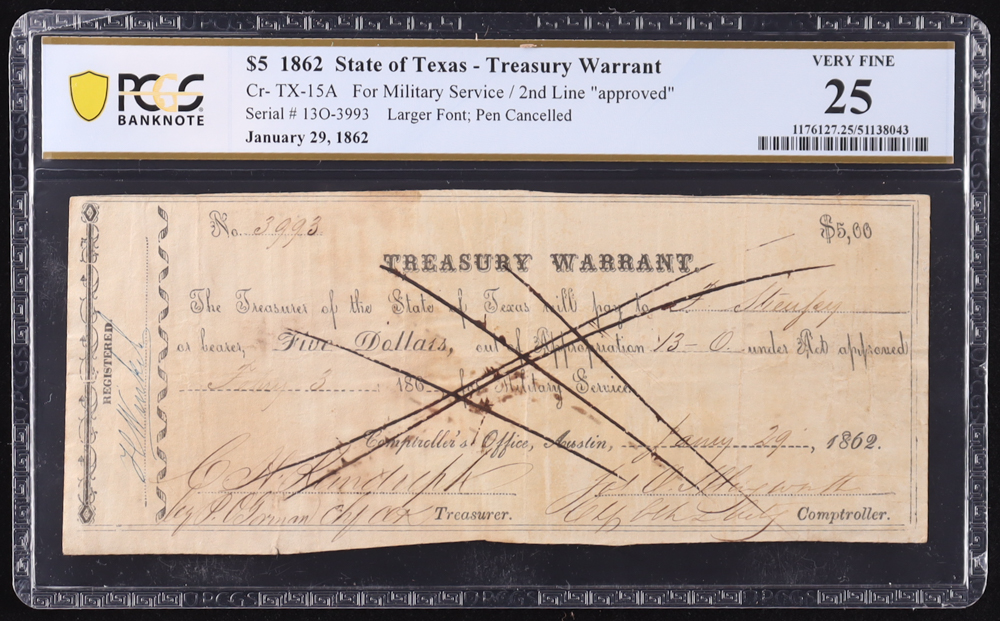 $5 1862 State of Texas - Treasury Warrant
Cr- TX-15A For Military Service / 2nd Line "approved"
Serial # 13O-3993 Larger Font; Pen Cancelled
January 29, 1862
PCGS
BANKNOTE
VERY FINE
25
1176127.25/51138043
No. 3993
$5,00
TREASURY WARRANT.
The Treasurer of the State of Texas will pay to
or bearer, Five Dollars, out of Appropriation 13-0 under Act approved
186 for Military Service
Comptroller's Office, Austin, 29, 1862.
C H Randolph
Treasurer.
Comptroller.
REGISTERED